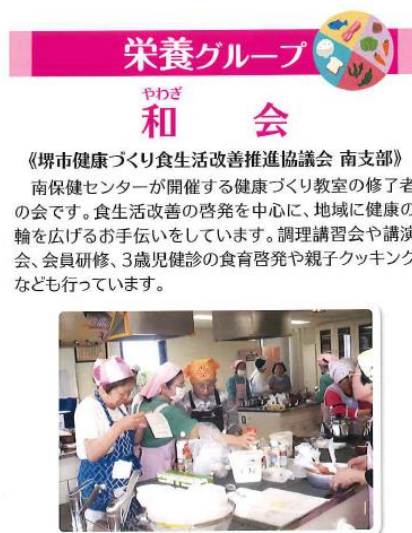 栄養グループ
やわぎ
和 会
《堺市健康づくり食生活改善推進協議会 南支部》
南保健センターが開催する健康づくり教室の修了者
の会です。食生活改善の啓発を中心に、地域に健康の
輪を広げるお手伝いをしています。調理講習会や講演
会、会員研修、3歳児健診の食育啓発や親子クッキング
なども行っています。